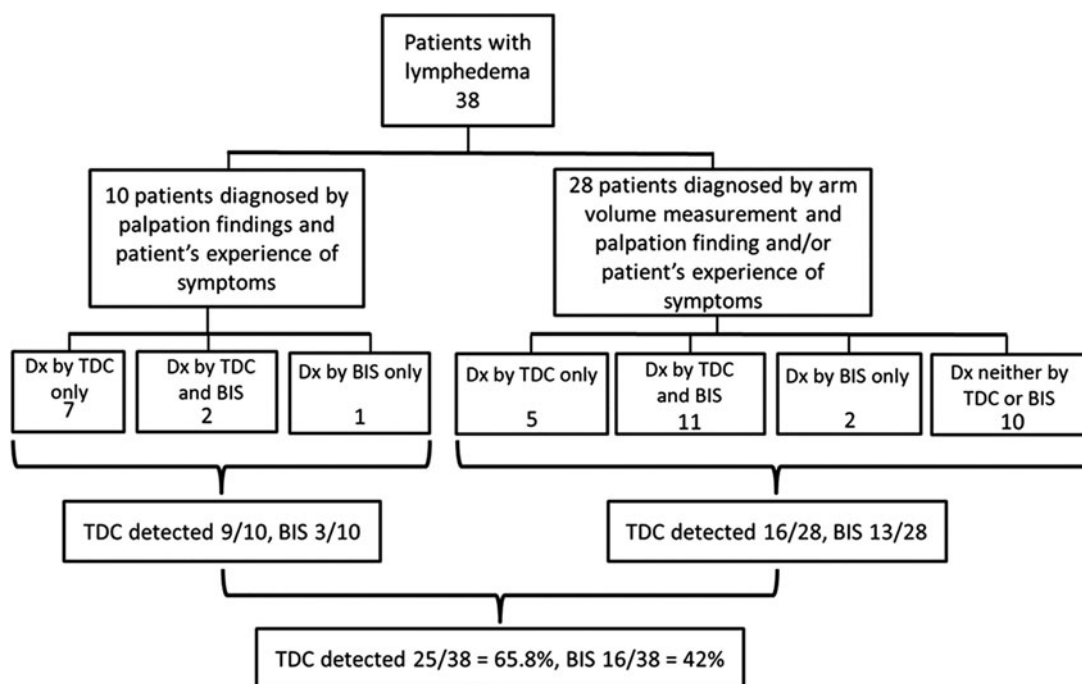 Patients with
lymphedema
38
10 patients diagnosed by
palpation findings and
patient's experience of
symptoms
28 patients diagnosed by arm
volume measurement and
palpation finding and/or
patient's experience of
symptoms
Dx by TDC
only
7
Dx by TDC
and BIS
2
Dx by BIS only
1
Dx by TDC only
5
Dx by TDC
and BIS
11
Dx by BIS only
2
Dx neither by
TDC or BIS
10
TDC detected 9/10, BIS 3/10
TDC detected 16/28, BIS 13/28
TDC detected 25/38 = 65.8%, BIS 16/38 = 42%